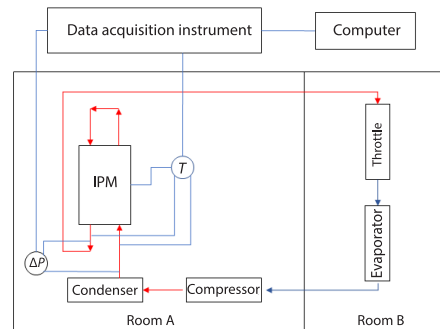 Data acquisition instrument
Computer
IPM
T
Throttle
Evaporator
ΔP
Condenser
Compressor
Room A
Room B